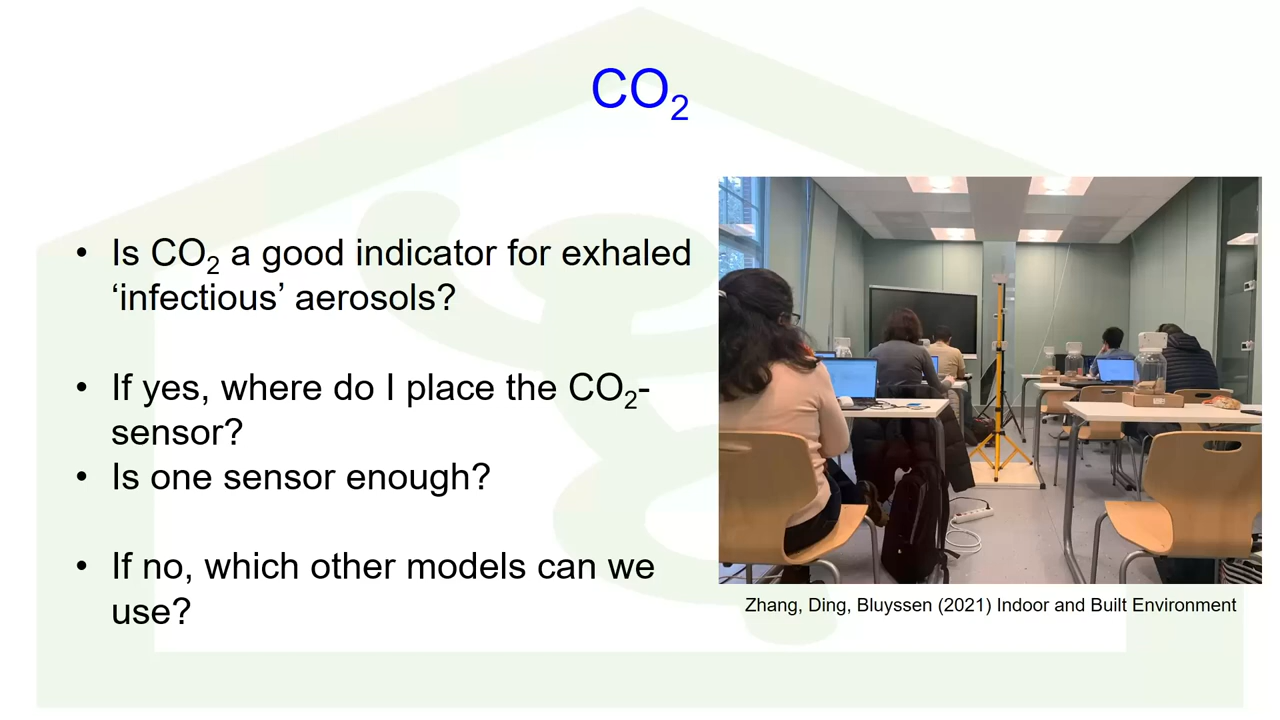 CO₂
• Is CO₂ a good indicator for exhaled
‘infectious’ aerosols?
• If yes, where do I place the CO₂-
sensor?
• Is one sensor enough?
• If no, which other models can we
use?
Zhang, Ding, Bluyssen (2021) Indoor and Built Environment